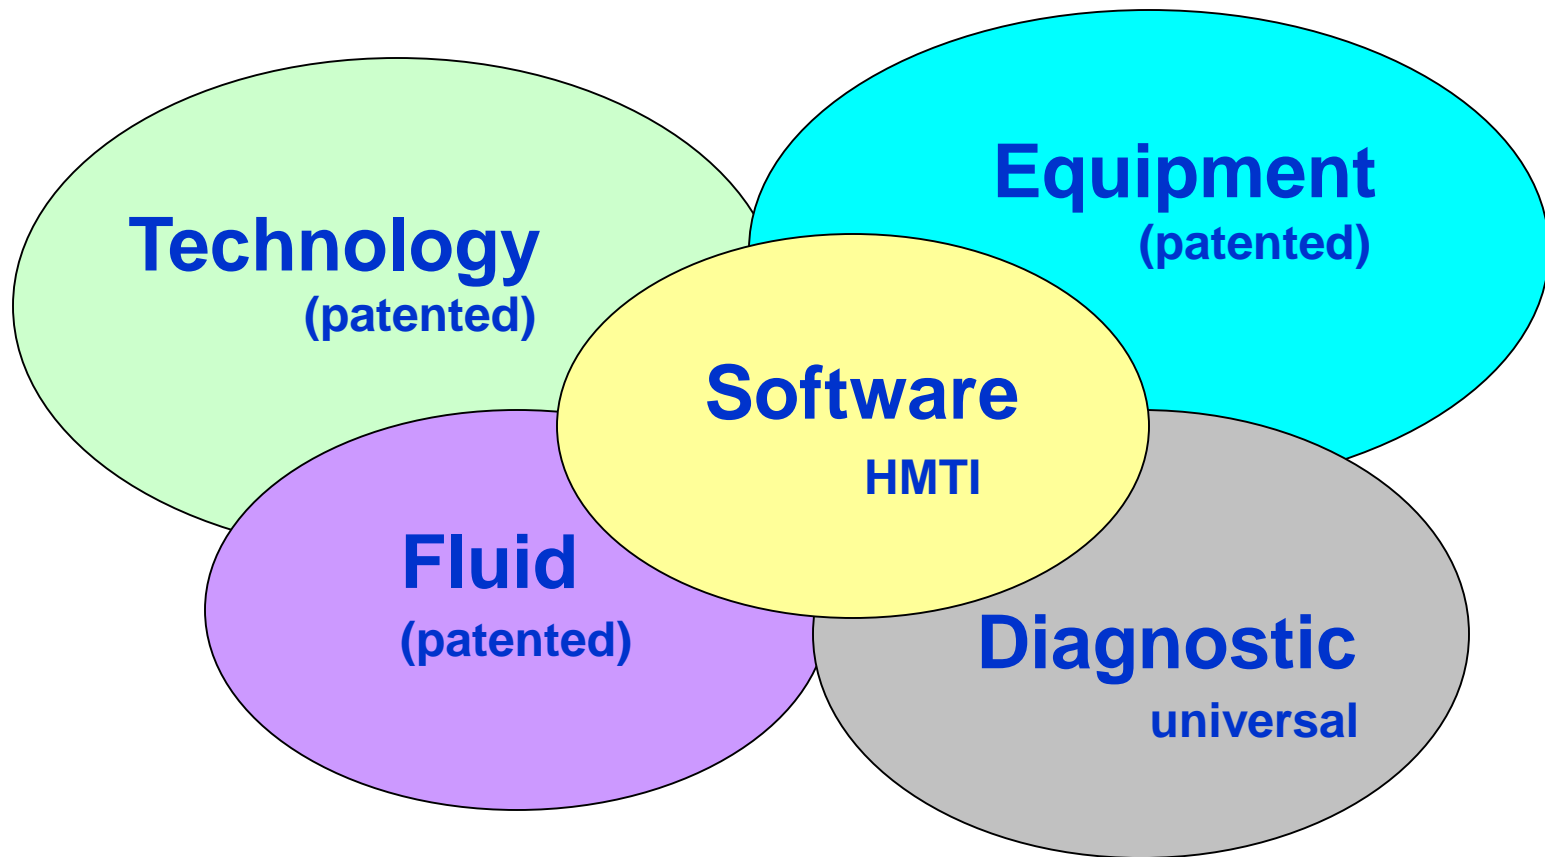 Technology
(patented)
Equipment
(patented)
Software
HMTI
Fluid
(patented)
Diagnostic
universal